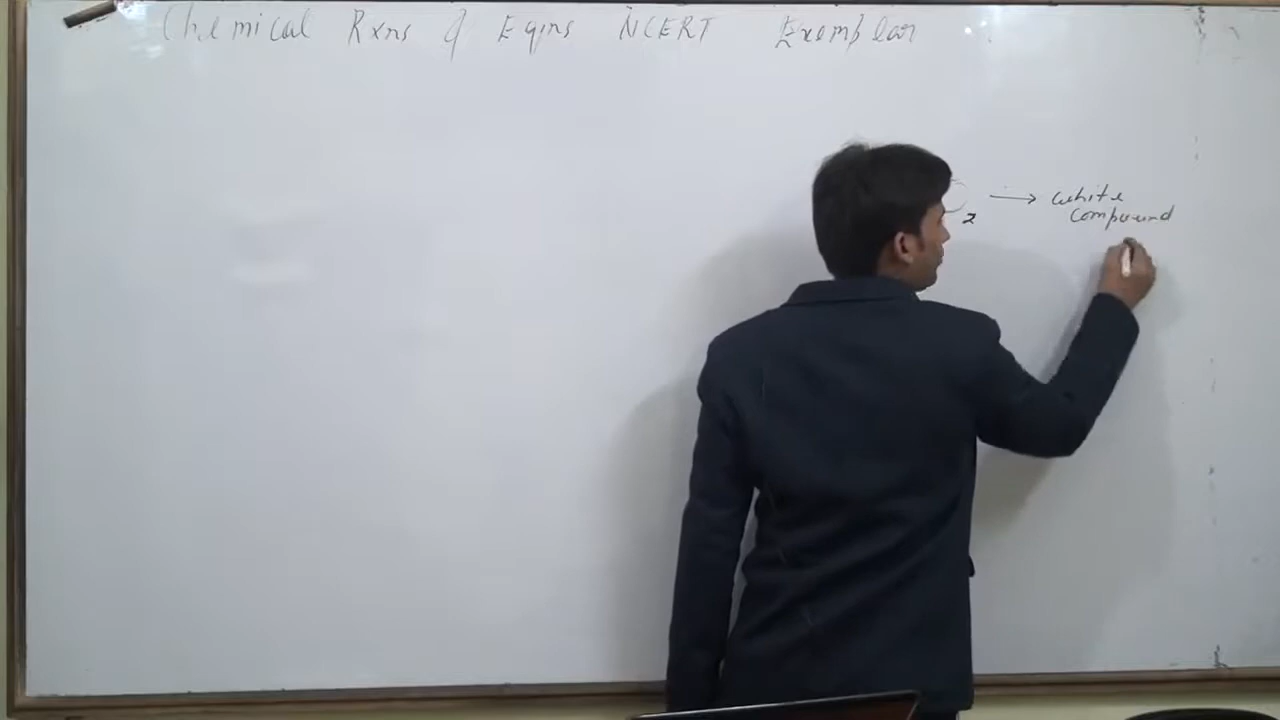 Chemical Rxns & Eqns NCERT Exemplar
2 → white
compound